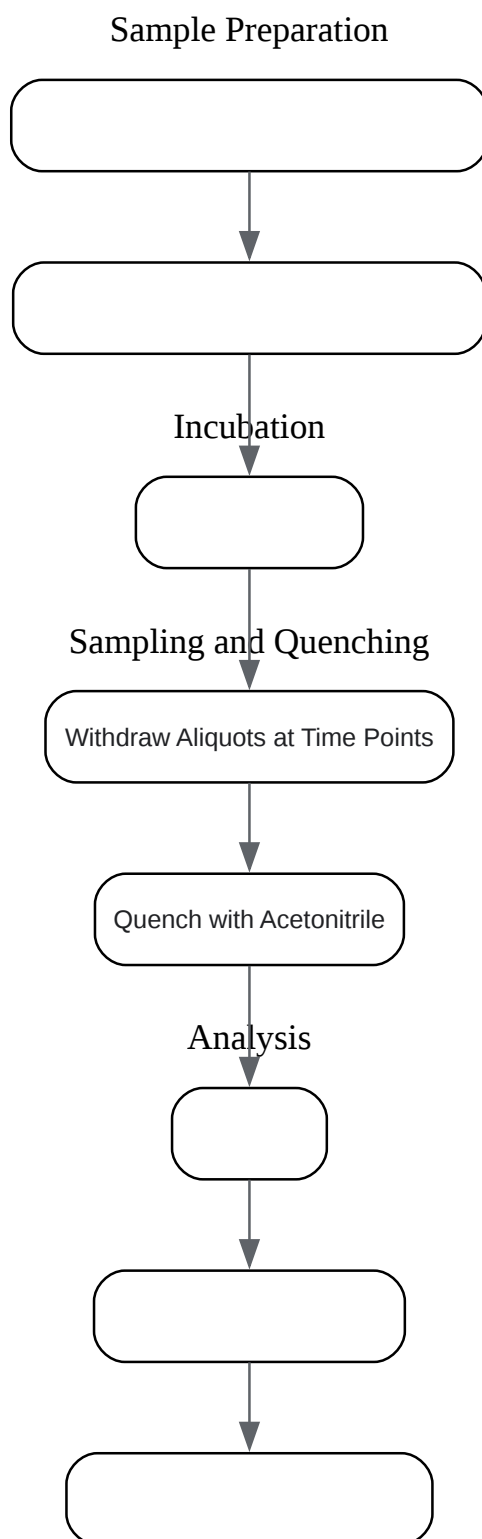 Sample Preparation
Incubation
Sampling and Quenching
Withdraw Aliquots at Time Points
Quench with Acetonitrile
Analysis